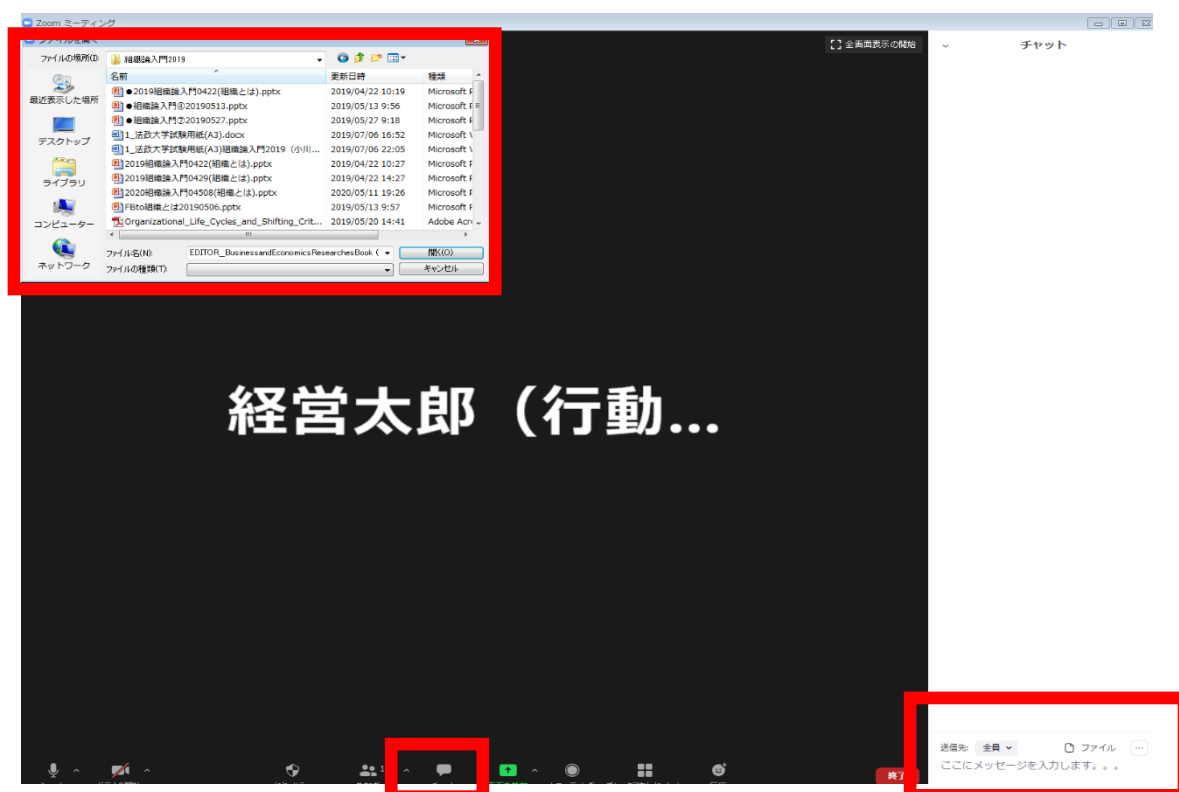 Zoom ミーティング
全画面表示の開始
チャット
ファイルの場所(I):
組織論入門2019
名前
更新日時
種類
最近表示した場所
デスクトップ
ライブラリ
コンピューター
ネットワーク
●2019組織論入門0422(組織とは).pptx 2019/04/22 10:19 Microsoft
●組織論入門④20190513.pptx 2019/05/13 9:56 Microsoft
●組織論入門⑦20190527.pptx 2019/05/27 9:18 Microsoft
1_法政大学試験用紙(A3).docx 2019/07/06 16:52 Microsoft
1_法政大学試験用紙(A3)組織論入門2019（小川... 2019/07/06 22:05 Microsoft
2019組織論入門0422(組織とは).pptx 2019/04/22 10:27 Microsoft
2019組織論入門0429(組織とは).pptx 2019/04/22 14:27 Microsoft
2020組織論入門04508(組織とは).pptx 2020/05/11 19:26 Microsoft
FBto組織とは20190506.pptx 2019/05/13 9:57 Microsoft
Organizational_Life_Cycles_and_Shifting_Crit... 2019/05/20 14:41 Adobe
ファイル名(N): EDITOR_BusinessandEconomicsResearchesBook ( 開く(O)
ファイルの種類(T): キャンセル
経営太郎（行動...
送信先: 全員 ファイル ...
ここにメッセージを入力します。。。
終了